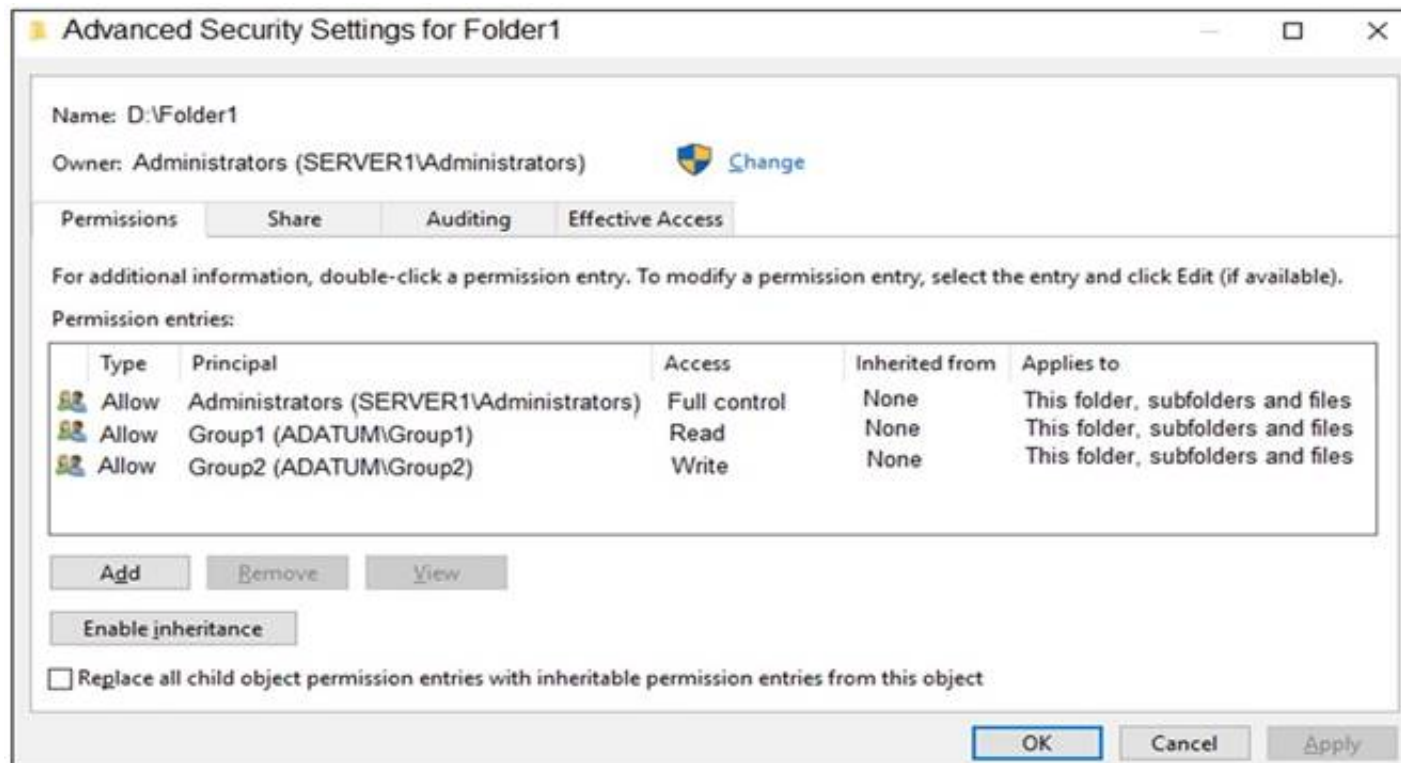 Advanced Security Settings for Folder1
Name: D:\Folder1
Owner: Administrators (SERVER1\Administrators) Change
Permissions Share Auditing Effective Access
For additional information, double-click a permission entry. To modify a permission entry, select the entry and click Edit (if available).
Permission entries:
Type Principal Access Inherited from Applies to
Allow Administrators (SERVER1\Administrators) Full control None This folder, subfolders and files
Allow Group1 (ADATUM\Group1) Read None This folder, subfolders and files
Allow Group2 (ADATUM\Group2) Write None This folder, subfolders and files
Add Remove View
Enable inheritance
Replace all child object permission entries with inheritable permission entries from this object
OK Cancel Apply